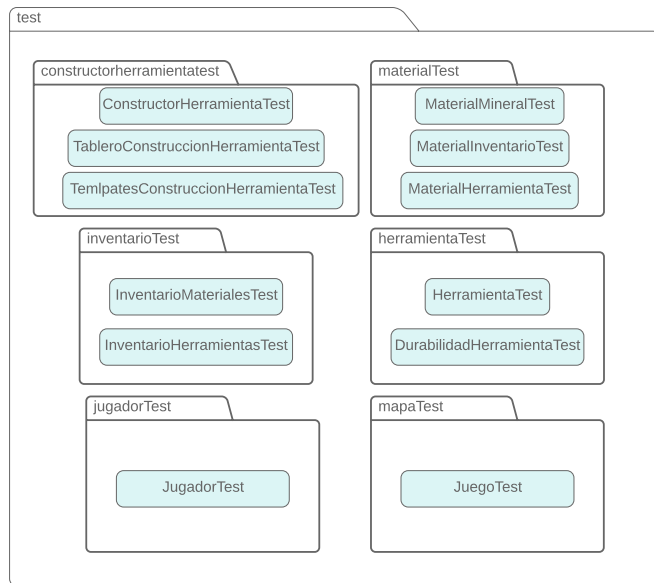 test
constructorherramientatest
ConstructorHerramientaTest
TableroConstruccionHerramientaTest
TemlpatesConstruccionHerramientaTest
materialTest
MaterialMineralTest
MaterialInventarioTest
MaterialHerramientaTest
inventarioTest
InventarioMaterialesTest
InventarioHerramientasTest
herramientaTest
HerramientaTest
DurabilidadHerramientaTest
jugadorTest
JugadorTest
mapaTest
JuegoTest